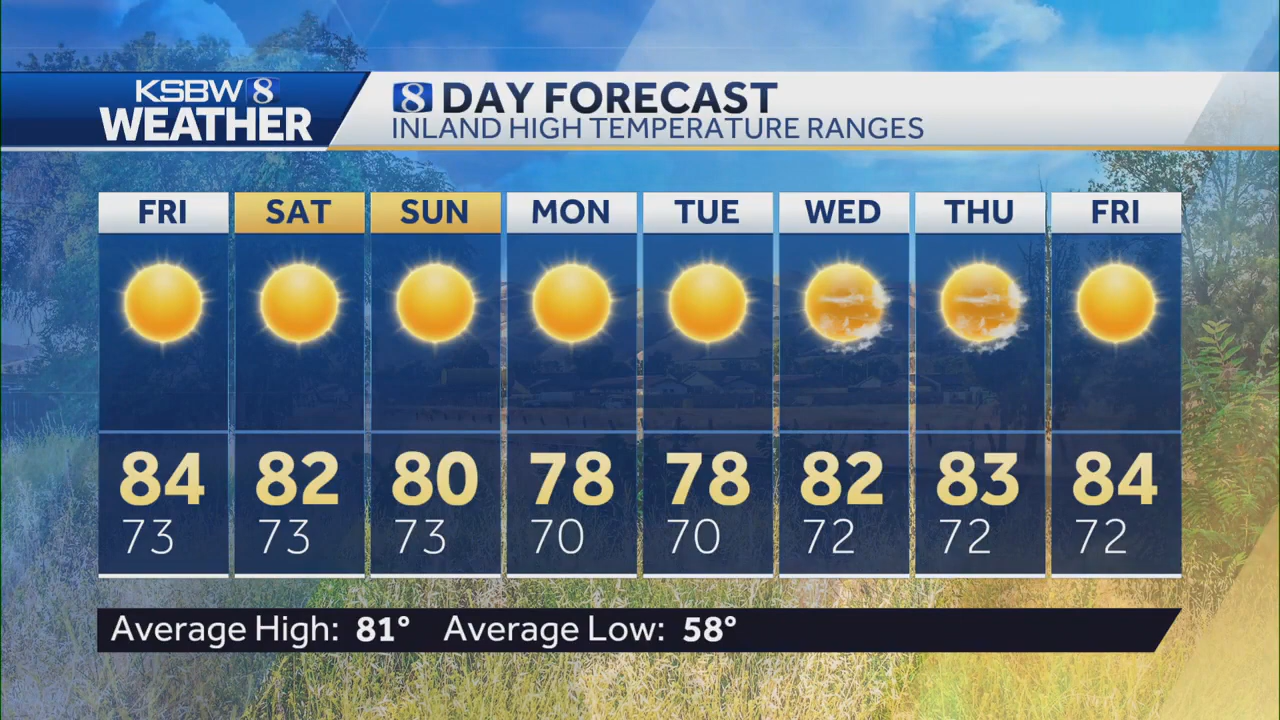 KSBW 8
WEATHER
8 DAY FORECAST
INLAND HIGH TEMPERATURE RANGES
FRI SAT SUN MON TUE WED THU FRI
84 82 80 78 78 82 83 84
73 73 73 70 70 72 72 72
Average High: 81° Average Low: 58°